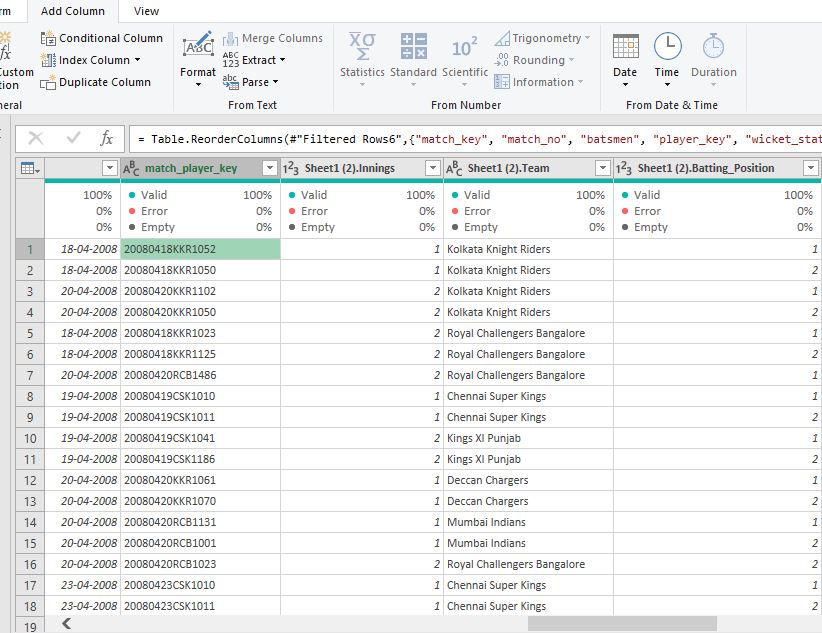 rm Add Column View
Conditional Column
Index Column
Duplicate Column
Custom
tion
neral
ABC
Format
Merge Columns
ABC
123 Extract
abc Parse
From Text
XΣσ
Statistics Standard
10² Scientific
Trigonometry
.00 Rounding
Information
From Number
Date Time Duration
From Date & Time
fx = Table.ReorderColumns(#"Filtered Rows6",{"match_key", "match_no", "batsmen", "player_key", "wicket_stat
ABC match_player_key 123 Sheet1 (2).Innings ABC Sheet1 (2).Team 123 Sheet1 (2).Batting_Position
100% Valid 100% Valid 100% Valid 100% Valid 100%
0% Error 0% Error 0% Error 0% Error 0%
0% Empty 0% Empty 0% Empty 0% Empty 0%
1 18-04-2008 20080418KKR1052 1 Kolkata Knight Riders 1
2 18-04-2008 20080418KKR1050 1 Kolkata Knight Riders 2
3 20-04-2008 20080420KKR1102 2 Kolkata Knight Riders 1
4 20-04-2008 20080420KKR1050 2 Kolkata Knight Riders 2
5 18-04-2008 20080418KKR1023 2 Royal Challengers Bangalore 1
6 18-04-2008 20080418KKR1125 2 Royal Challengers Bangalore 2
7 20-04-2008 20080420RCB1486 2 Royal Challengers Bangalore 1
8 19-04-2008 20080419CSK1010 1 Chennai Super Kings 1
9 19-04-2008 20080419CSK1011 1 Chennai Super Kings 2
10 19-04-2008 20080419CSK1041 2 Kings XI Punjab 1
11 19-04-2008 20080419CSK1186 2 Kings XI Punjab 2
12 20-04-2008 20080420KKR1061 1 Deccan Chargers 1
13 20-04-2008 20080420KKR1070 1 Deccan Chargers 2
14 20-04-2008 20080420RCB1131 1 Mumbai Indians 1
15 20-04-2008 20080420RCB1001 1 Mumbai Indians 2
16 20-04-2008 20080420RCB1023 2 Royal Challengers Bangalore 2
17 23-04-2008 20080423CSK1010 1 Chennai Super Kings 1
18 23-04-2008 20080423CSK1011 1 Chennai Super Kings 2
19